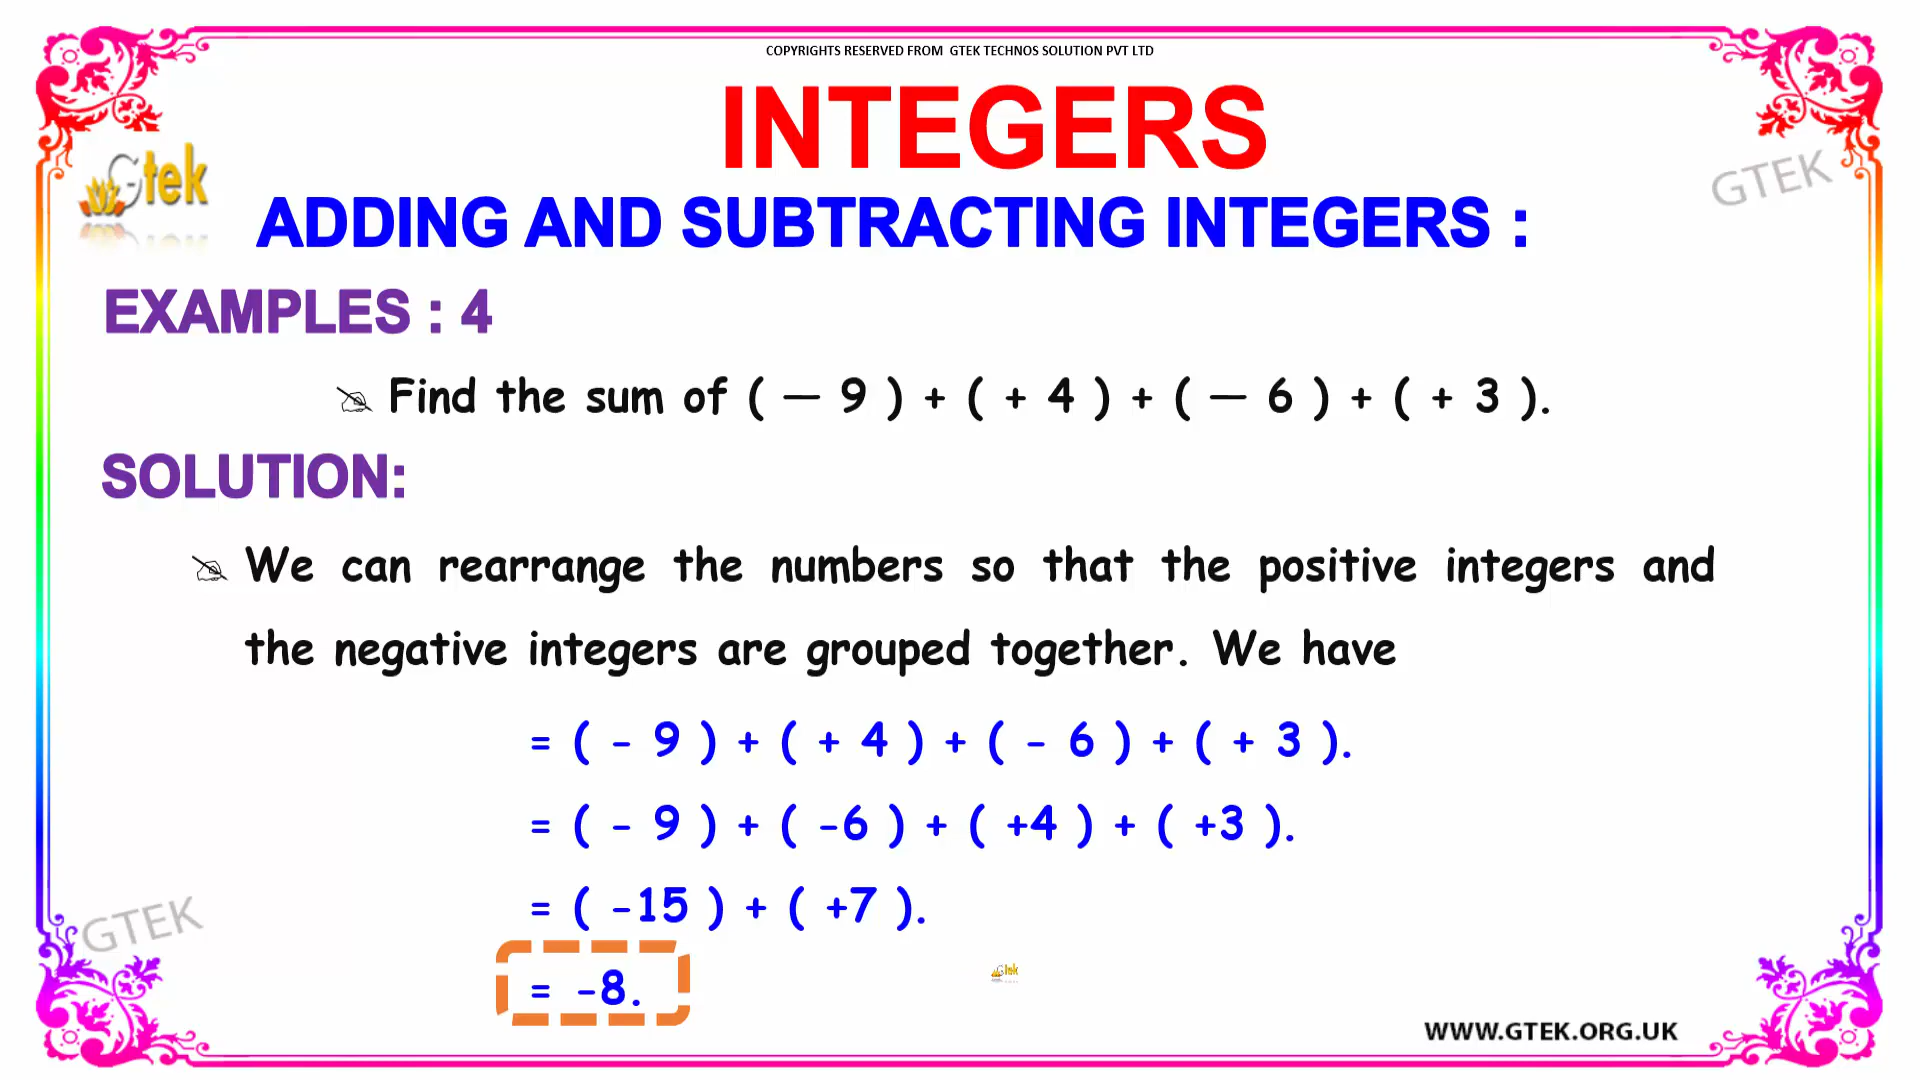 COPYRIGHTS RESERVED FROM GTEK TECHNOS SOLUTION PVT LTD
INTEGERS
Gtek
GTEK
ADDING AND SUBTRACTING INTEGERS :
EXAMPLES : 4
Find the sum of ( — 9 ) + ( + 4 ) + ( — 6 ) + ( + 3 ).
SOLUTION:
We can rearrange the numbers so that the positive integers and
the negative integers are grouped together. We have
= ( - 9 ) + ( + 4 ) + ( - 6 ) + ( + 3 ).
= ( - 9 ) + ( -6 ) + ( +4 ) + ( +3 ).
= ( -15 ) + ( +7 ).
GTEK
= -8.
Gtek
WWW.GTEK.ORG.UK